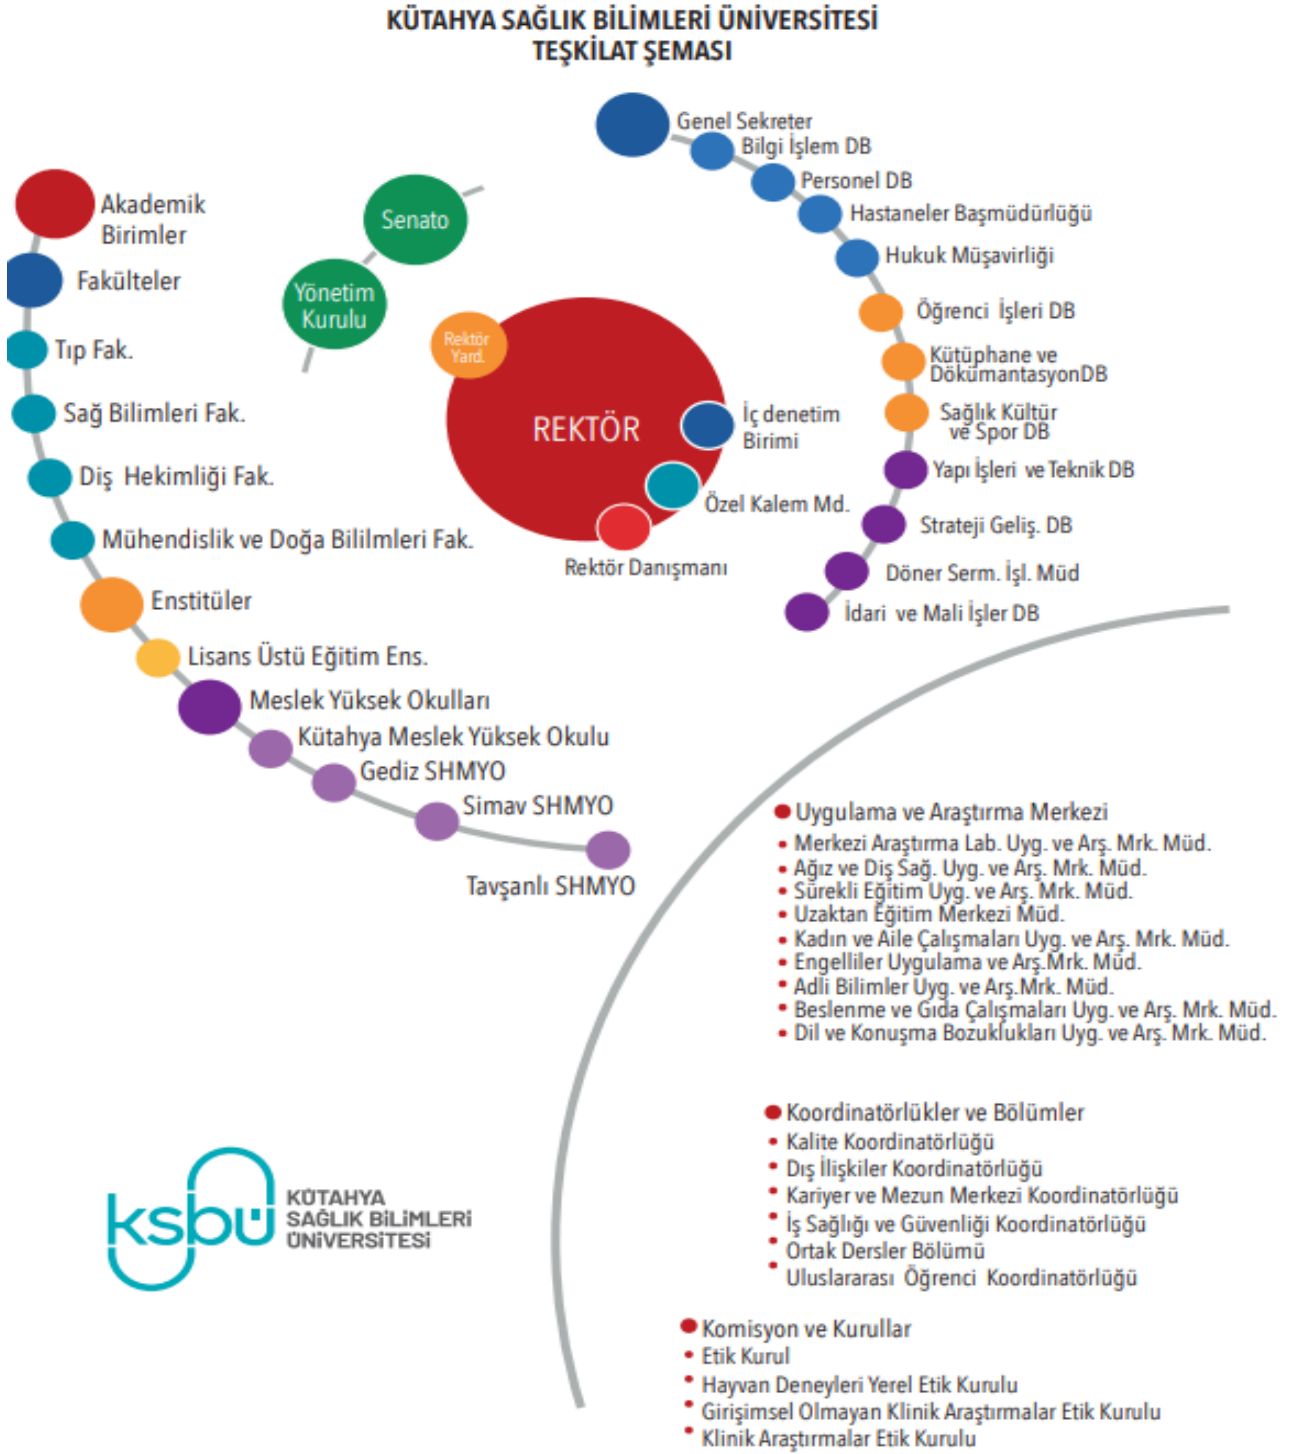 KÜTAHYA SAĞLIK BİLİMLERİ ÜNİVERSİTESİ
TEŞKİLAT ŞEMASI
Genel Sekreter
Bilgi İşlem DB
Personel DB
Hastaneler Başmüdürlüğü
Hukuk Müşavirliği
Öğrenci İşleri DB
Kütüphane ve
DökümantasyonDB
Sağlık Kültür
ve Spor DB
Yapı İşleri ve Teknik DB
Strateji Geliş. DB
Döner Serm. İşl. Müd
İdari ve Mali İşler DB
Senato
Yönetim
Kurulu
Rektör
Yard.
REKTÖR
İç denetim
Birimi
Özel Kalem Md.
Rektör Danışmanı
Akademik
Birimler
Fakülteler
Tıp Fak.
Sağ Bilimleri Fak.
Diş Hekimliği Fak.
Mühendislik ve Doğa Bililmleri Fak.
Enstitüler
Lisans Üstü Eğitim Ens.
Meslek Yüksek Okulları
Kütahya Meslek Yüksek Okulu
Gediz SHMYO
Simav SHMYO
Tavşanlı SHMYO
Uygulama ve Araştırma Merkezi
• Merkezi Araştırma Lab. Uyg. ve Arş. Mrk. Müd.
• Ağız ve Diş Sağ. Uyg. ve Arş. Mrk. Müd.
• Sürekli Eğitim Uyg. ve Arş. Mrk. Müd.
• Uzaktan Eğitim Merkezi Müd.
• Kadın ve Aile Çalışmaları Uyg. ve Arş. Mrk. Müd.
• Engelliler Uygulama ve Arş.Mrk. Müd.
• Adli Bilimler Uyg. ve Arş.Mrk. Müd.
• Beslenme ve Gıda Çalışmaları Uyg. ve Arş. Mrk. Müd.
• Dil ve Konuşma Bozuklukları Uyg. ve Arş. Mrk. Müd.
Koordinatörlükler ve Bölümler
• Kalite Koordinatörlüğü
• Dış İlişkiler Koordinatörlüğü
• Kariyer ve Mezun Merkezi Koordinatörlüğü
• İş Sağlığı ve Güvenliği Koordinatörlüğü
• Ortak Dersler Bölümü
• Uluslararası Öğrenci Koordinatörlüğü
Komisyon ve Kurullar
• Etik Kurul
• Hayvan Deneyleri Yerel Etik Kurulu
• Girişimsel Olmayan Klinik Araştırmalar Etik Kurulu
• Klinik Araştırmalar Etik Kurulu
ksbü
KÜTAHYA
SAĞLIK BİLİMLERİ
ÜNİVERSİTESİ